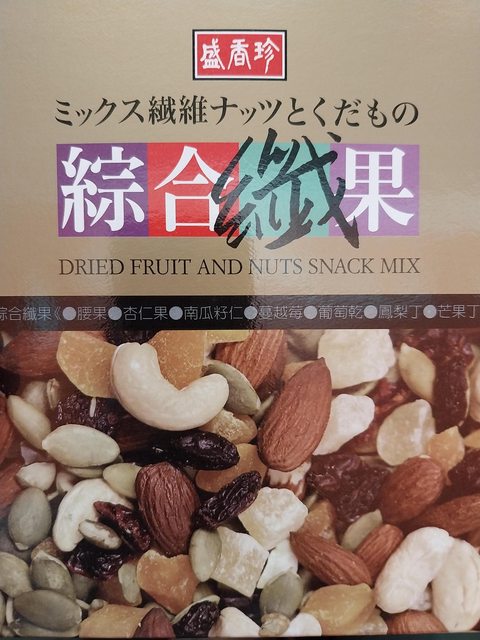 盛香珍
ミックス繊維ナッツとくだもの
綜合纖果
DRIED FRUIT AND NUTS SNACK MIX
綜合纖果《●腰果●杏仁果●南瓜籽仁●蔓越莓●葡萄乾●鳳梨丁●芒果丁